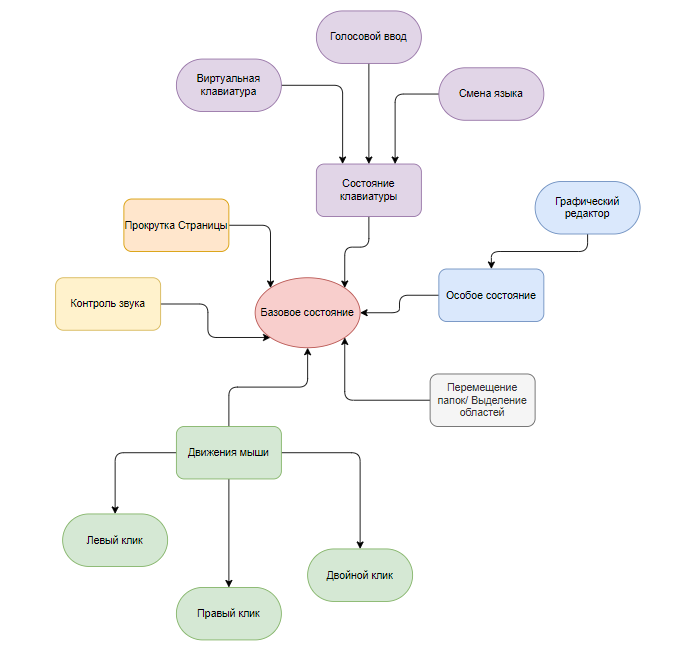 Голосовой ввод
Виртуальная
клавиатура
Смена языка
Состояние
клавиатуры
Графический
редактор
Прокрутка Страницы
Контроль звука
Базовое состояние
Особое состояние
Перемещение
папок/ Выделение
областей
Движения мыши
Левый клик
Двойной клик
Правый клик